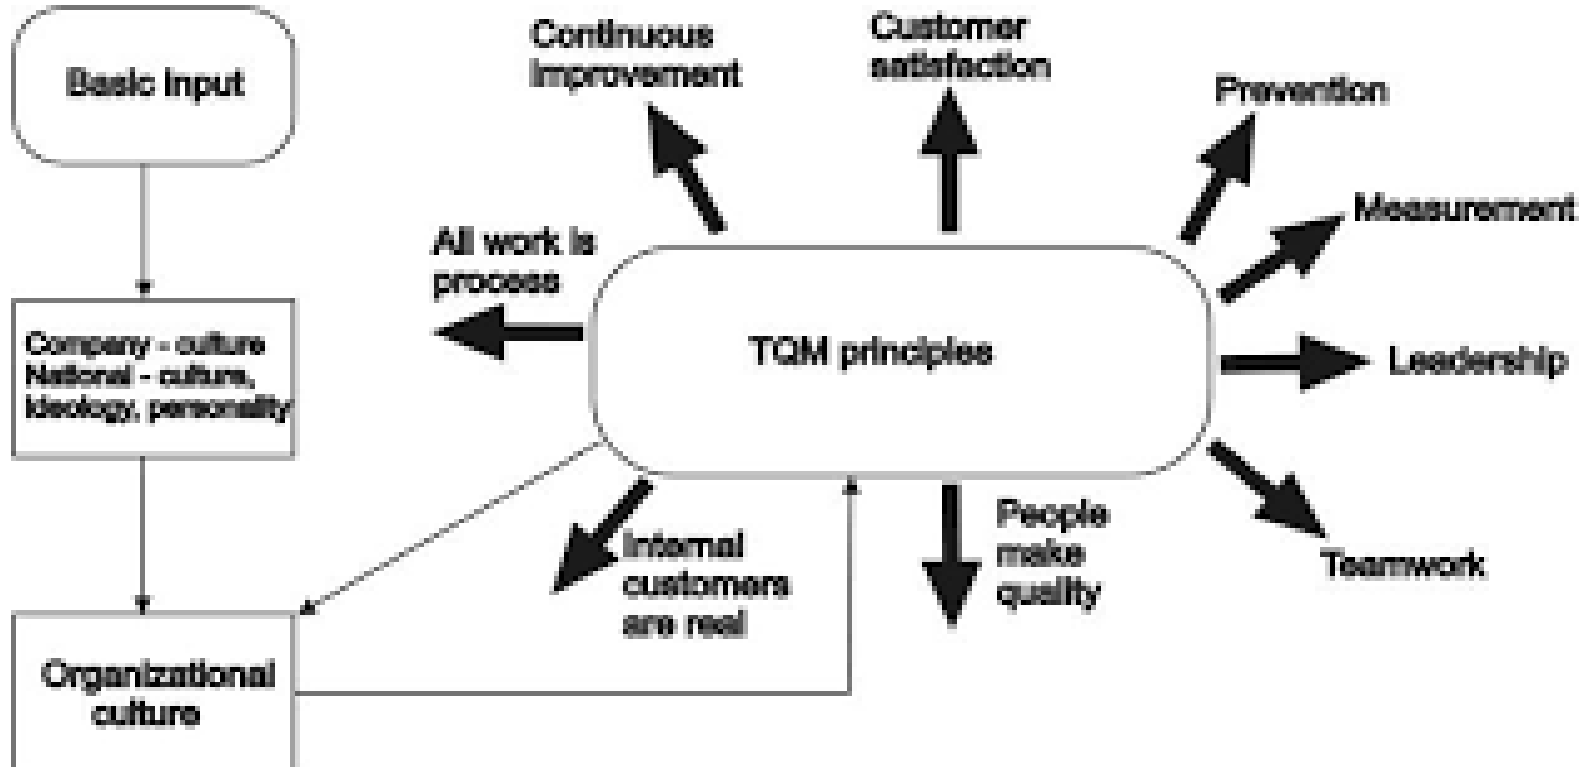 Basic Input
Company - culture
National - culture,
Ideology, personality
Organizational
culture
Continuous
Improvement
Customer
satisfaction
Prevention
Measurement
All work is
process
TQM principles
Leadership
Internal
customers
are real
People
make
quality
Teamwork